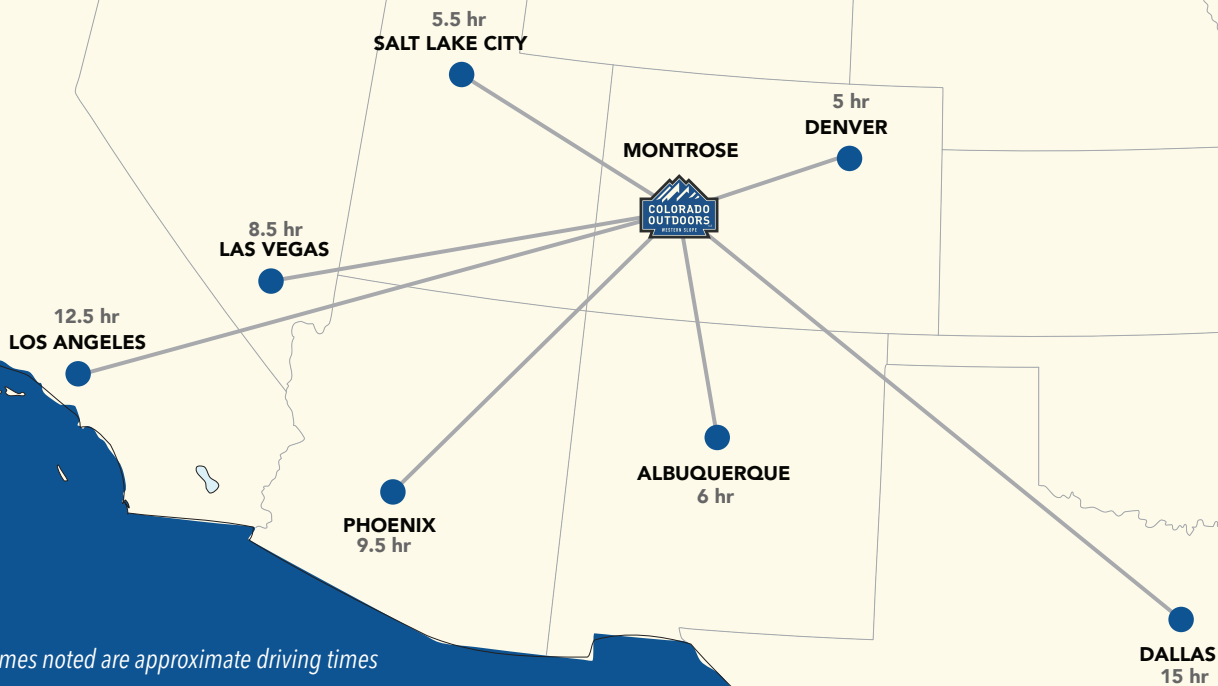 5.5 hr
SALT LAKE CITY
5 hr
DENVER
MONTROSE
COLORADO
OUTDOORS
WESTERN SLOPE
8.5 hr
LAS VEGAS
12.5 hr
LOS ANGELES
ALBUQUERQUE
6 hr
PHOENIX
9.5 hr
mes noted are approximate driving times
DALLAS
15 hr